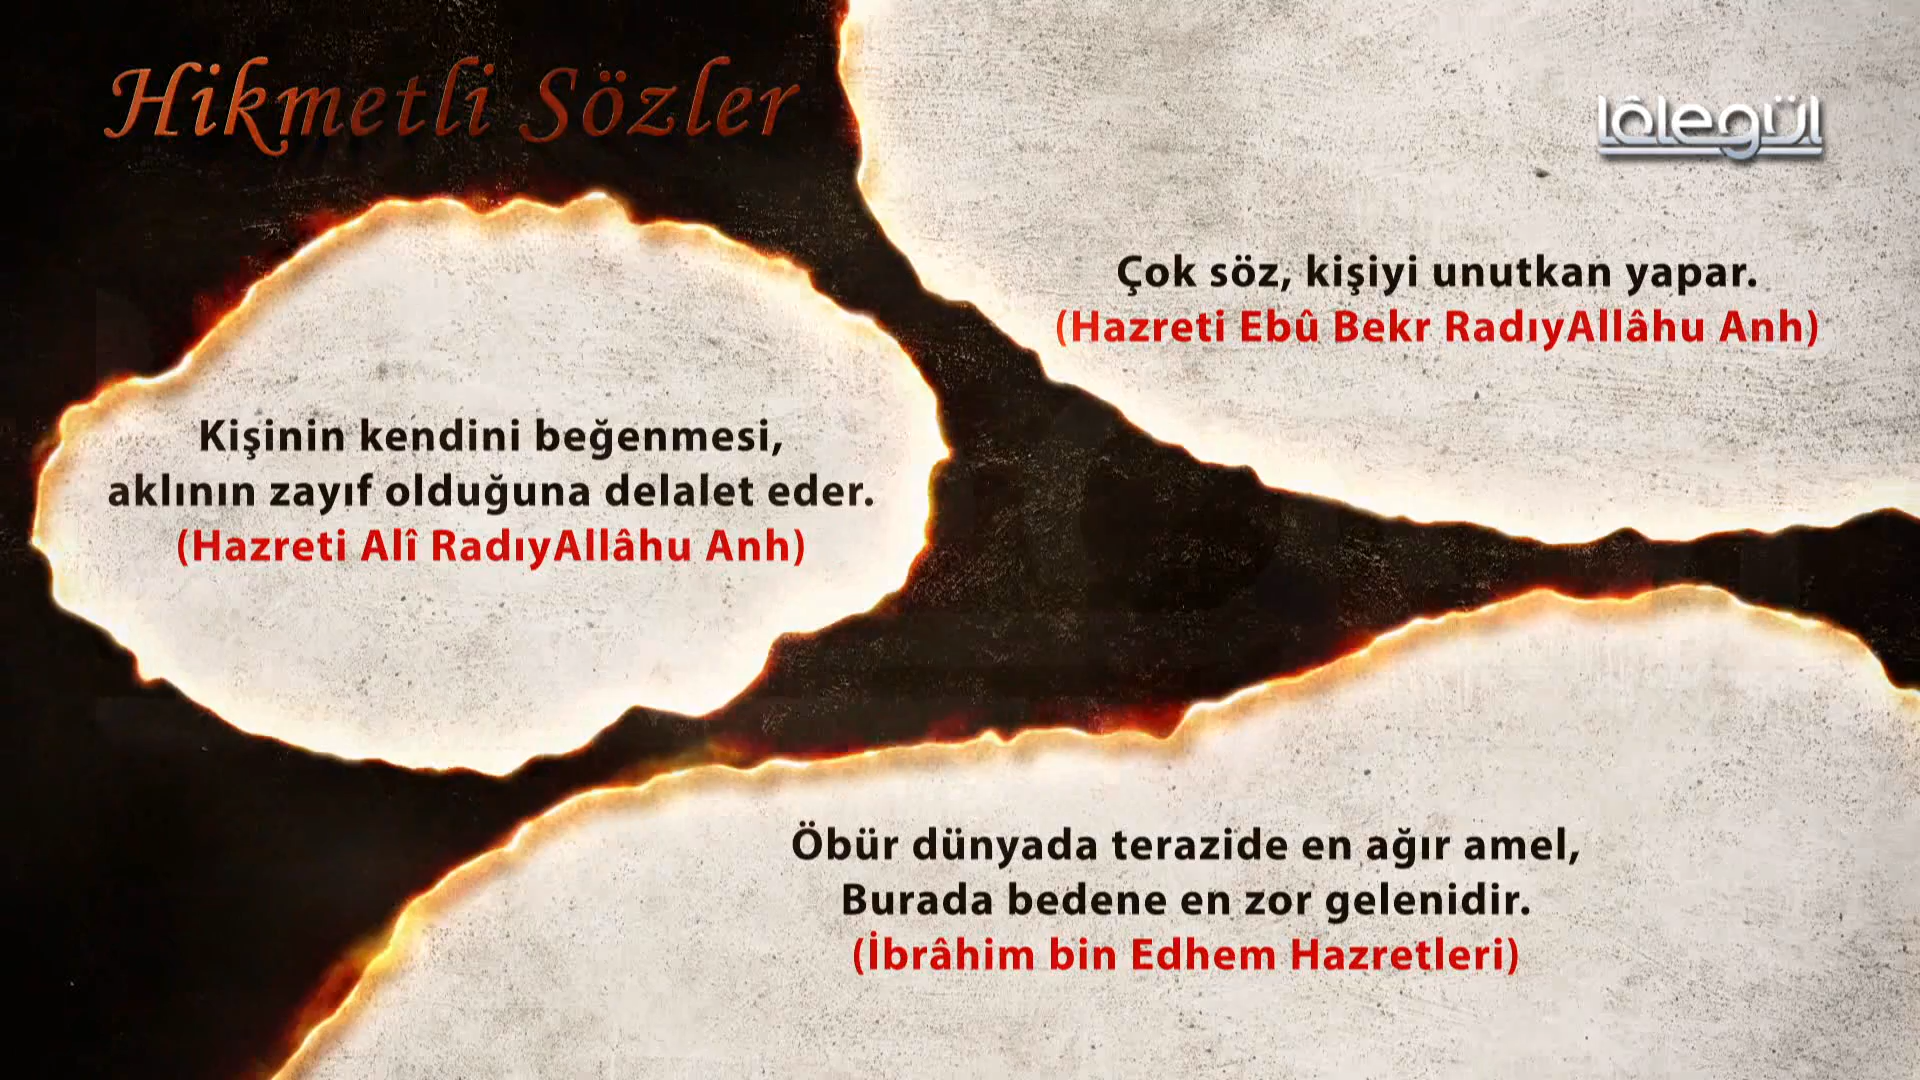 Hikmetli Sözler
lâlegül
Çok söz, kişiyi unutkan yapar.
(Hazreti Ebû Bekr RadıyAllâhu Anh)
Kişinin kendini beğenmesi,
aklının zayıf olduğuna delalet eder.
(Hazreti Alî RadıyAllâhu Anh)
Öbür dünyada terazide en ağır amel,
Burada bedene en zor gelenidir.
(İbrâhim bin Edhem Hazretleri)